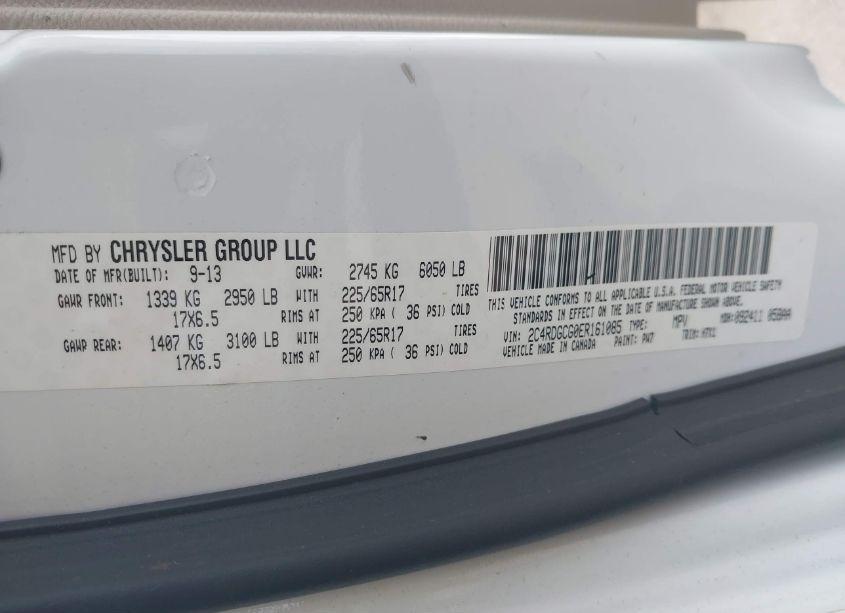 MFD BY CHRYSLER GROUP LLC
DATE OF MFR(BUILT): 9-13 GVWR: 2745 KG 6050 LB
GAWR FRONT: 1339 KG 2950 LB WITH 225/65R17 TIRES
17X6.5 RIMS AT 250 KPA ( 36 PSI) COLD
GAWR REAR: 1407 KG 3100 LB WITH 225/65R17 TIRES
17X6.5 RIMS AT 250 KPA ( 36 PSI) COLD
THIS VEHICLE CONFORMS TO ALL APPLICABLE U.S.A. FEDERAL MOTOR VEHICLE SAFETY
STANDARDS IN EFFECT ON THE DATE OF MANUFACTURE SHOWN ABOVE.
VIN: 2C4RDGCG0ER161085 TYPE: MPV MDH: 092411 058AA
VEHICLE MADE IN CANADA PAINT: PW7 TRIM: